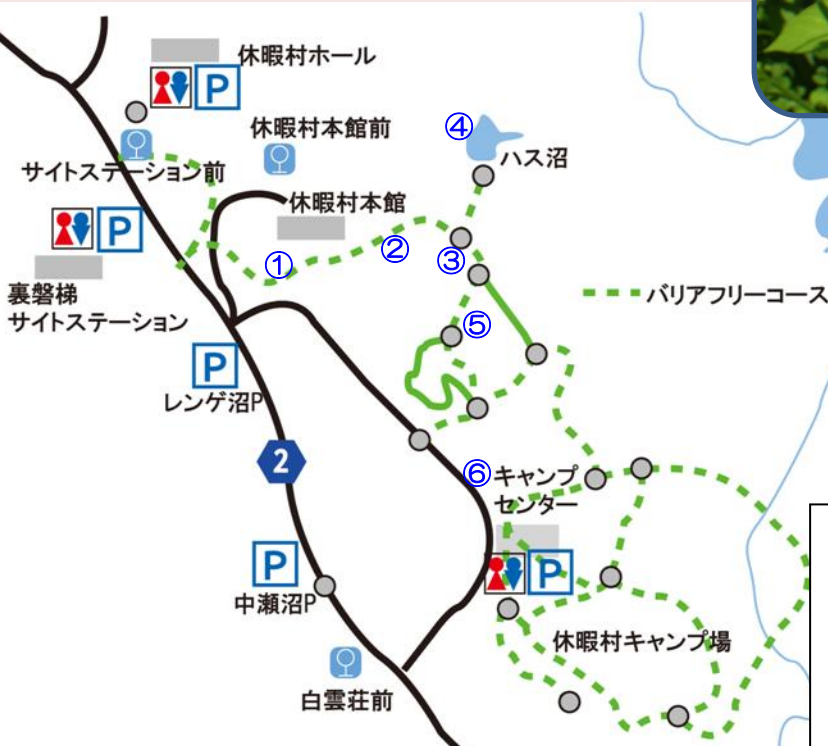 休暇村ホール
P
休暇村本館前
④
ハス沼
サイトステーション前
休暇村本館
P
②
③
①
裏磐梯
サイトステーション
バリアフリーコース
⑤
P
レンゲ沼P
2
⑥
キャンプ
センター
P
P
中瀬沼P
休暇村キャンプ場
白雲荘前